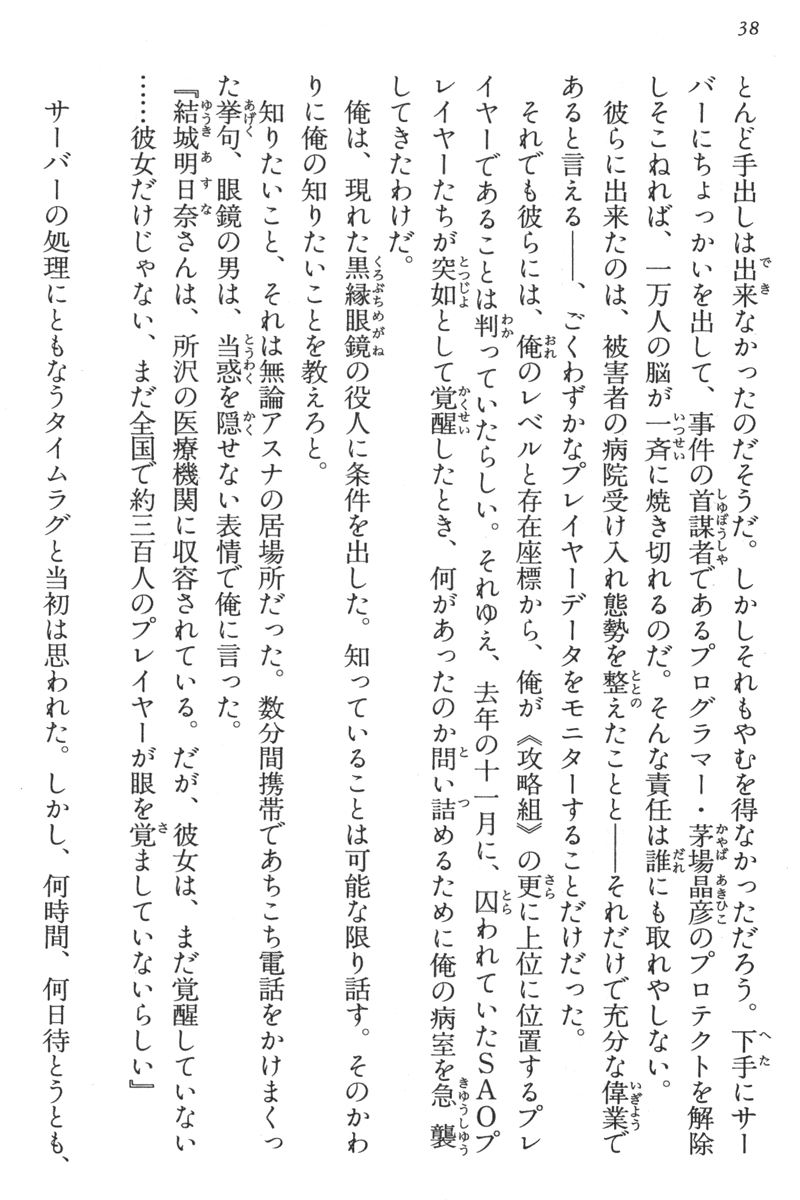 38
とんど手出しは出来なかったのだそうだ。しかしそれもやむを得なかっただろう。下手にサー
バーにちょっかいを出して、事件の首謀者であるプログラマー・茅場晶彦のプロテクトを解除
しそこねれば、一万人の脳が一斉に焼き切れるのだ。そんな責任は誰にも取れやしない。
彼らに出来たのは、被害者の病院受け入れ態勢を整えたことと――それだけで充分な偉業で
あると言える――、ごくわずかなプレイヤーデータをモニターすることだけだった。
それでも彼らには、俺のレベルと存在座標から、俺が《攻略組》の更に上位に位置するプレ
イヤーであることは判っていたらしい。それゆえ、去年の十一月に、囚われていたSAOプ
レイヤーたちが突如として覚醒したとき、何があったのか問い詰めるために俺の病室を急襲
してきたわけだ。
俺は、現れた黒縁眼鏡の役人に条件を出した。知っていることは可能な限り話す。そのかわ
りに俺の知りたいことを教えろと。
知りたいこと、それは無論アスナの居場所だった。数分間携帯であちこち電話をかけまくっ
た挙句、眼鏡の男は、当惑を隠せない表情で俺に言った。
『結城明日奈さんは、所沢の医療機関に収容されている。だが、彼女は、まだ覚醒していない
……彼女だけじゃない、まだ全国で約三百人のプレイヤーが眼を覚ましていないらしい』
サーバーの処理にともなうタイムラグと当初は思われた。しかし、何時間、何日待とうとも、